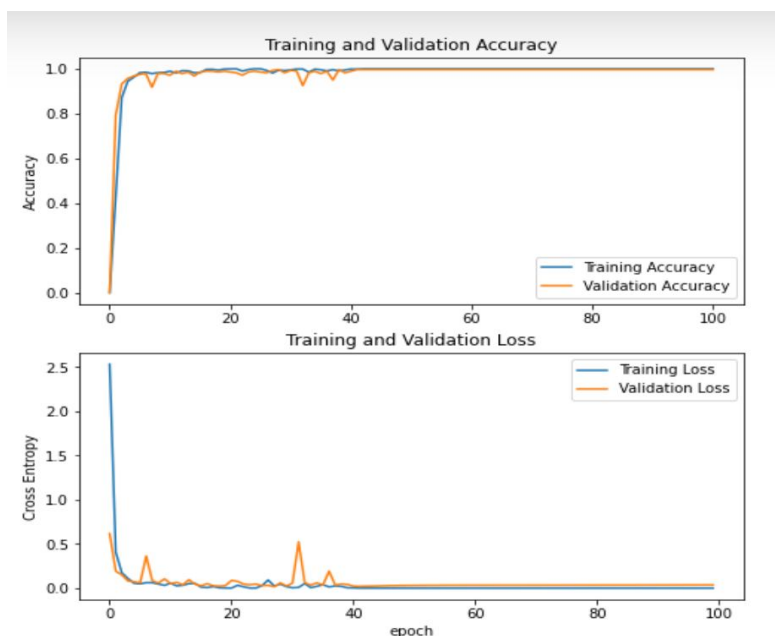 Training and Validation Accuracy
1.0
0.8
0.6
0.4
0.2
0.0
Accuracy
Training Accuracy
Validation Accuracy
0 20 40 60 80 100
Training and Validation Loss
2.5
2.0
1.5
1.0
0.5
0.0
Cross Entropy
Training Loss
Validation Loss
0 20 40 60 80 100
epoch